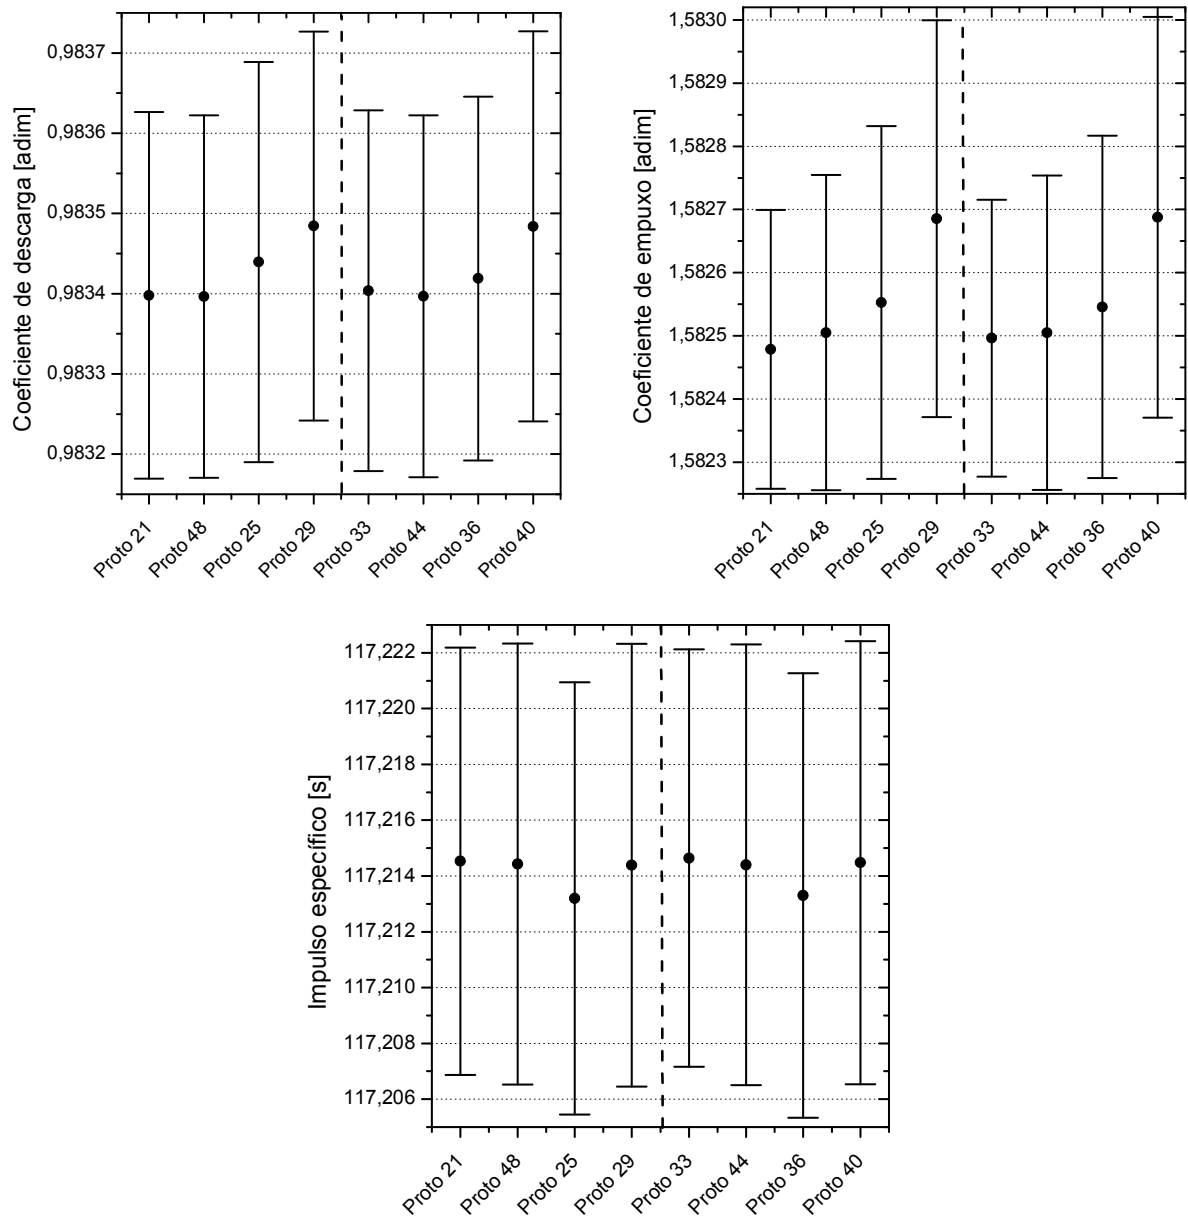 Coeficiente de descarga [adim]
0,9837
0,9836
0,9835
0,9834
0,9833
0,9832
Proto 21
Proto 48
Proto 25
Proto 29
Proto 33
Proto 44
Proto 36
Proto 40
Coeficiente de empuxo [adim]
1,5830
1,5829
1,5828
1,5827
1,5826
1,5825
1,5824
1,5823
Proto 21
Proto 48
Proto 25
Proto 29
Proto 33
Proto 44
Proto 36
Proto 40
Impulso específico [s]
117,222
117,220
117,218
117,216
117,214
117,212
117,210
117,208
117,206
Proto 21
Proto 48
Proto 25
Proto 29
Proto 33
Proto 44
Proto 36
Proto 40